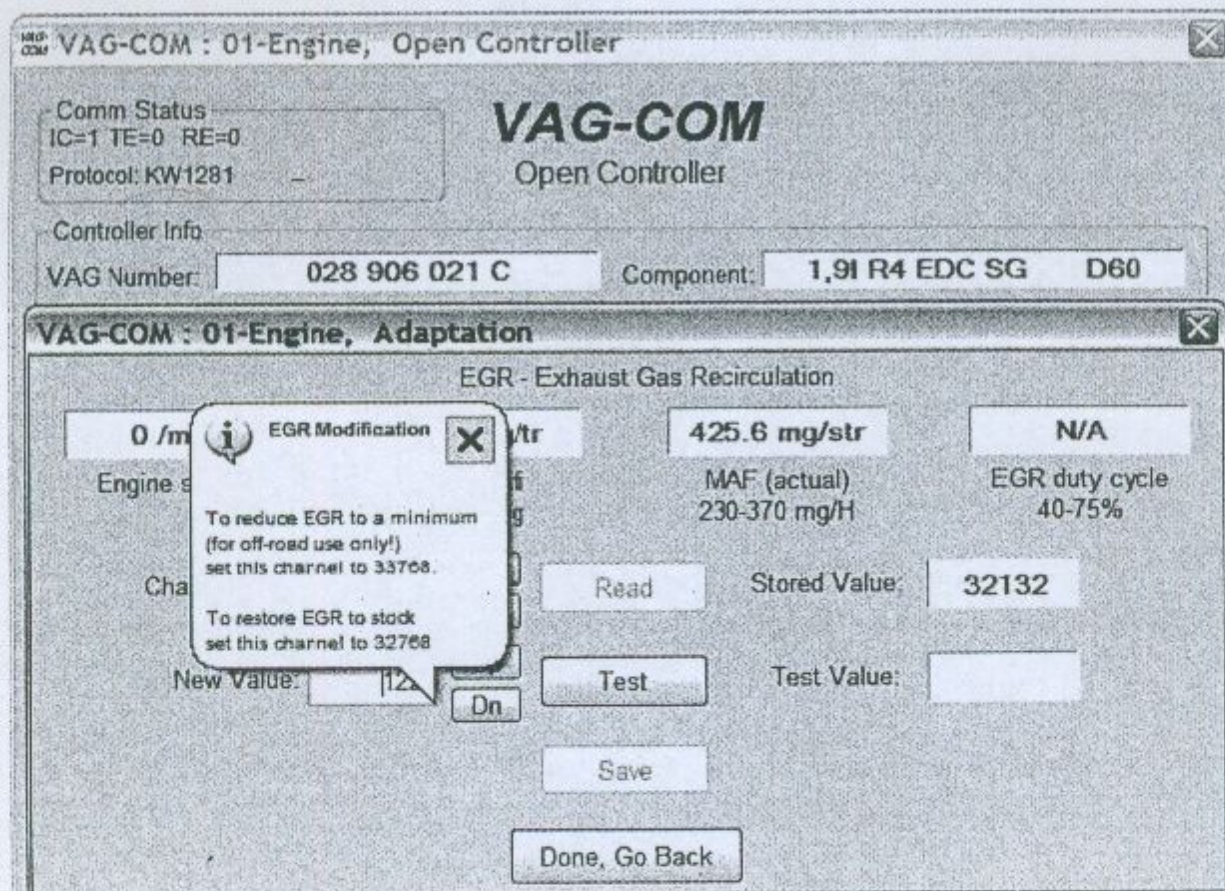 VAG-COM : 01-Engine, Open Controller
Comm Status
IC=1 TE=0 RE=0
Protocol: KW1281
VAG-COM
Open Controller
Controller Info
VAG Number: 028 906 021 C Component: 1,9l R4 EDC SG D60
VAG-COM : 01-Engine, Adaptation
EGR - Exhaust Gas Recirculation
0 /m 425.6 mg/str N/A
Engine s MAF (actual) EGR duty cycle
230-370 mg/H 40-75%
EGR Modification
To reduce EGR to a minimum
(for off-road use only!)
set this channel to 33768.
To restore EGR to stock
set this channel to 32768
Cha Read Stored Value: 32132
New Value: Test Test Value:
Dn
Save
Done, Go Back